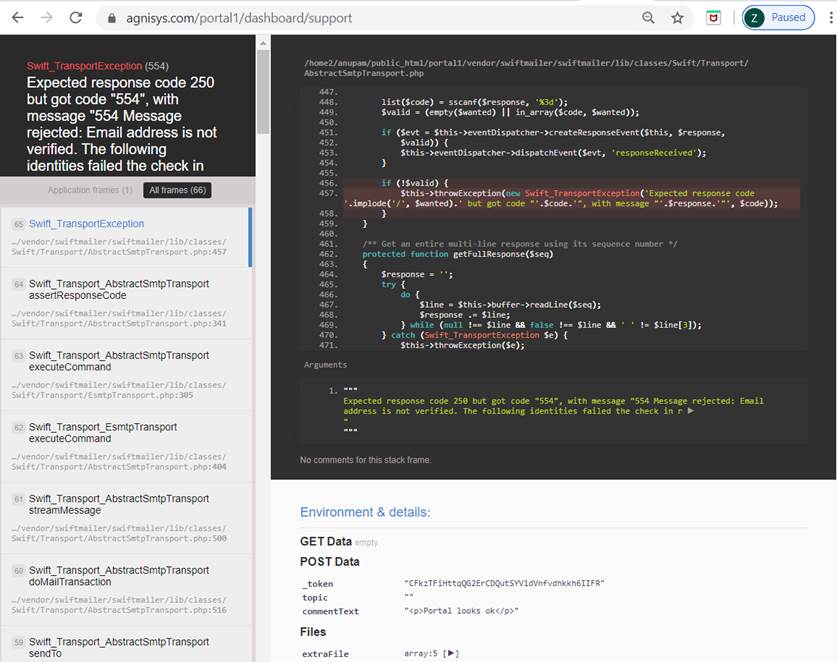 agnisys.com/portal1/dashboard/support
Z Paused
Swift_TransportException (554)
Expected response code 250
but got code "554", with
message "554 Message
rejected: Email address is not
verified. The following
identities failed the check in
Application frames (1) All frames (66)
65 Swift_TransportException
…/vendor/swiftmailer/swiftmailer/lib/classes/
Swift/Transport/AbstractSmtpTransport.php:457
64 Swift_Transport_AbstractSmtpTransport
assertResponseCode
…/vendor/swiftmailer/swiftmailer/lib/classes/
Swift/Transport/AbstractSmtpTransport.php:341
63 Swift_Transport_AbstractSmtpTransport
executeCommand
…/vendor/swiftmailer/swiftmailer/lib/classes/
Swift/Transport/EsmtpTransport.php:305
62 Swift_Transport_EsmtpTransport
executeCommand
…/vendor/swiftmailer/swiftmailer/lib/classes/
Swift/Transport/AbstractSmtpTransport.php:404
61 Swift_Transport_AbstractSmtpTransport
streamMessage
…/vendor/swiftmailer/swiftmailer/lib/classes/
Swift/Transport/AbstractSmtpTransport.php:500
60 Swift_Transport_AbstractSmtpTransport
doMailTransaction
…/vendor/swiftmailer/swiftmailer/lib/classes/
Swift/Transport/AbstractSmtpTransport.php:516
59 Swift_Transport_AbstractSmtpTransport
sendTo
/home2/anupam/public_html/portal1/vendor/swiftmailer/swiftmailer/lib/classes/Swift/Transport/
AbstractSmtpTransport.php
447.
448. list($code) = sscanf($response, '%3d');
449. $valid = (empty($wanted) || in_array($code, $wanted));
450.
451. if ($evt = $this->eventDispatcher->createResponseEvent($this, $response,
452. $valid)) {
453. $this->eventDispatcher->dispatchEvent($evt, 'responseReceived');
454. }
455.
456. if (!$valid) {
457. $this->throwException(new Swift_TransportException('Expected response code
'.implode('/', $wanted).' but got code "'.$code.'", with message "'.$response.'"', $code));
458. }
459. }
460.
461. /** Get an entire multi-line response using its sequence number */
462. protected function getFullResponse($seq)
463. {
464. $response = '';
465. try {
466. do {
467. $line = $this->buffer->readLine($seq);
468. $response .= $line;
469. } while (null !== $line && false !== $line && ' ' != $line[3]);
470. } catch (Swift_TransportException $e) {
471. $this->throwException($e);
Arguments
1. """
Expected response code 250 but got code "554", with message "554 Message rejected: Email
address is not verified. The following identities failed the check in r ▶
"
"""
No comments for this stack frame.
Environment & details:
GET Data empty
POST Data
_token "CFkzTFiHttqQG2ErCDQutSYV1dVnfvdhkkh6IIFR"
topic ""
commentText "<p>Portal looks ok</p>"
Files
extraFile array:5 [▶]